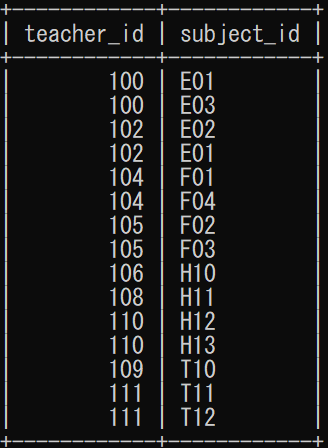 +------------+------------+
| teacher_id | subject_id |
+------------+------------+
|        100 | E01        |
|        100 | E03        |
|        102 | E02        |
|        102 | E01        |
|        104 | F01        |
|        104 | F04        |
|        105 | F02        |
|        105 | F03        |
|        106 | H10        |
|        108 | H11        |
|        110 | H12        |
|        110 | H13        |
|        109 | T10        |
|        111 | T11        |
|        111 | T12        |
+------------+------------+